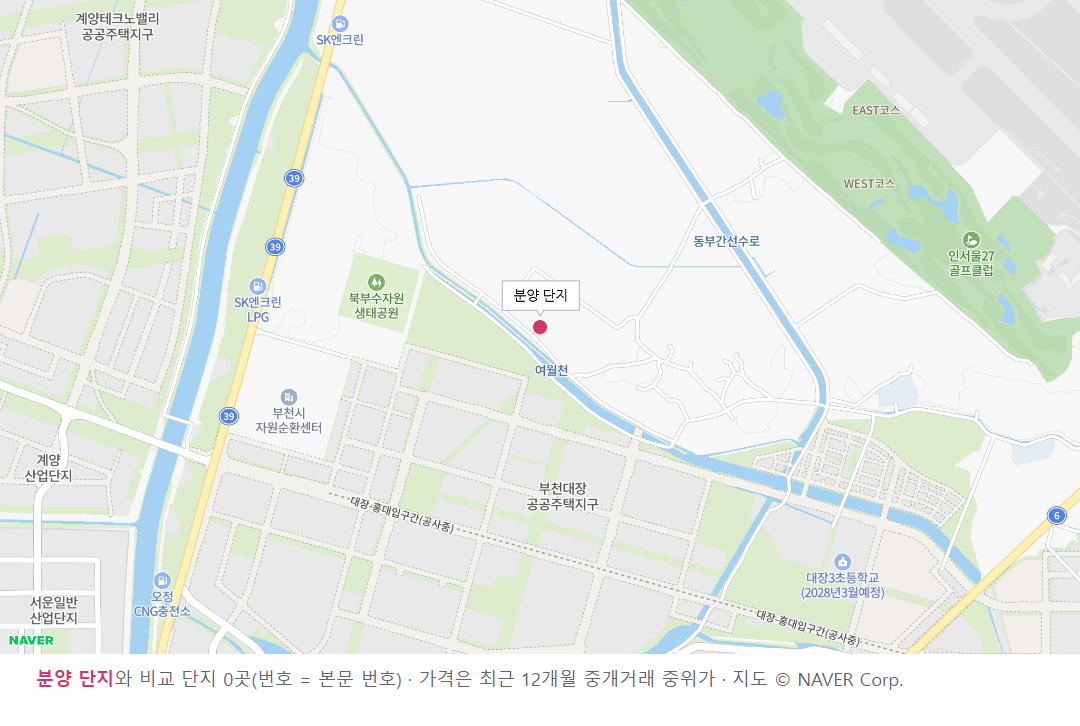 계양테크노밸리
공공주택지구
SK엔크린
EAST코스
39
WEST코스
39
동부간선수로
인서울27
골프클럽
SK엔크린
LPG
북부수자원
생태공원
분양 단지
여월천
39
부천시
자원순환센터
계양
산업단지
부천대장
공공주택지구
대장-홍대입구간(공사중)
6
대장3초등학교
(2028년3월예정)
오정
CNG충전소
서운일반
산업단지
대장-홍대입구간(공사중)
NAVER
분양 단지와 비교 단지 0곳(번호 = 본문 번호) · 가격은 최근 12개월 중개거래 중위가 · 지도 © NAVER Corp.